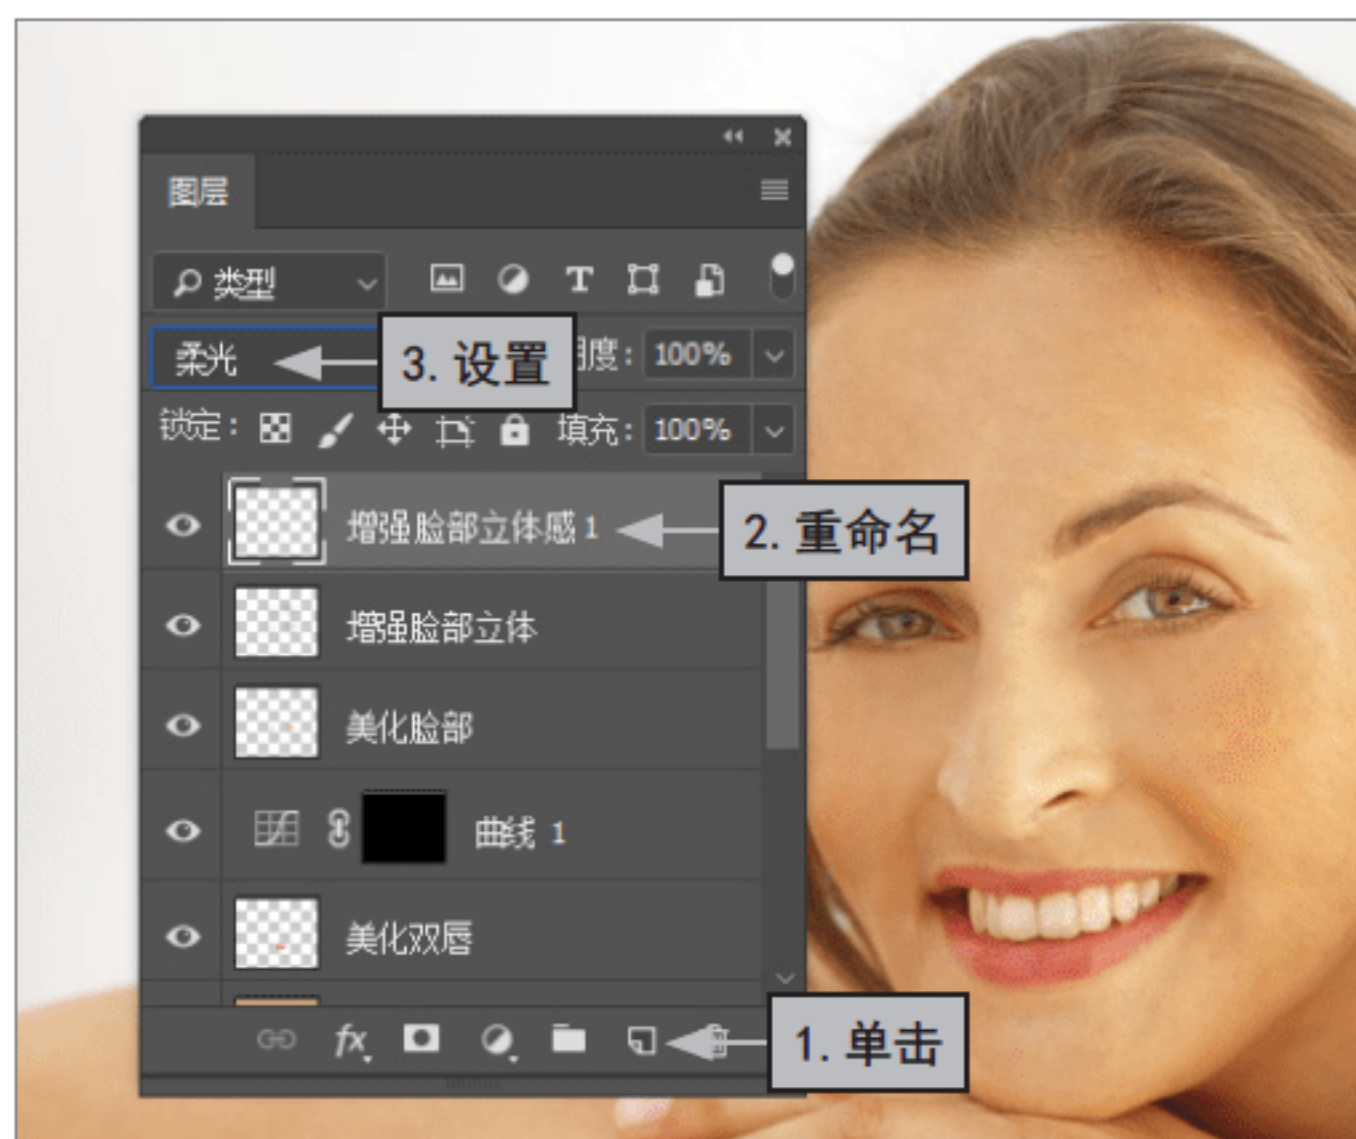 图层
类型
柔光
3. 设置
明度: 100%
锁定:
填充: 100%
增强脸部立体感 1
2. 重命名
增强脸部立体
美化脸部
曲线 1
美化双唇
fx
1. 单击